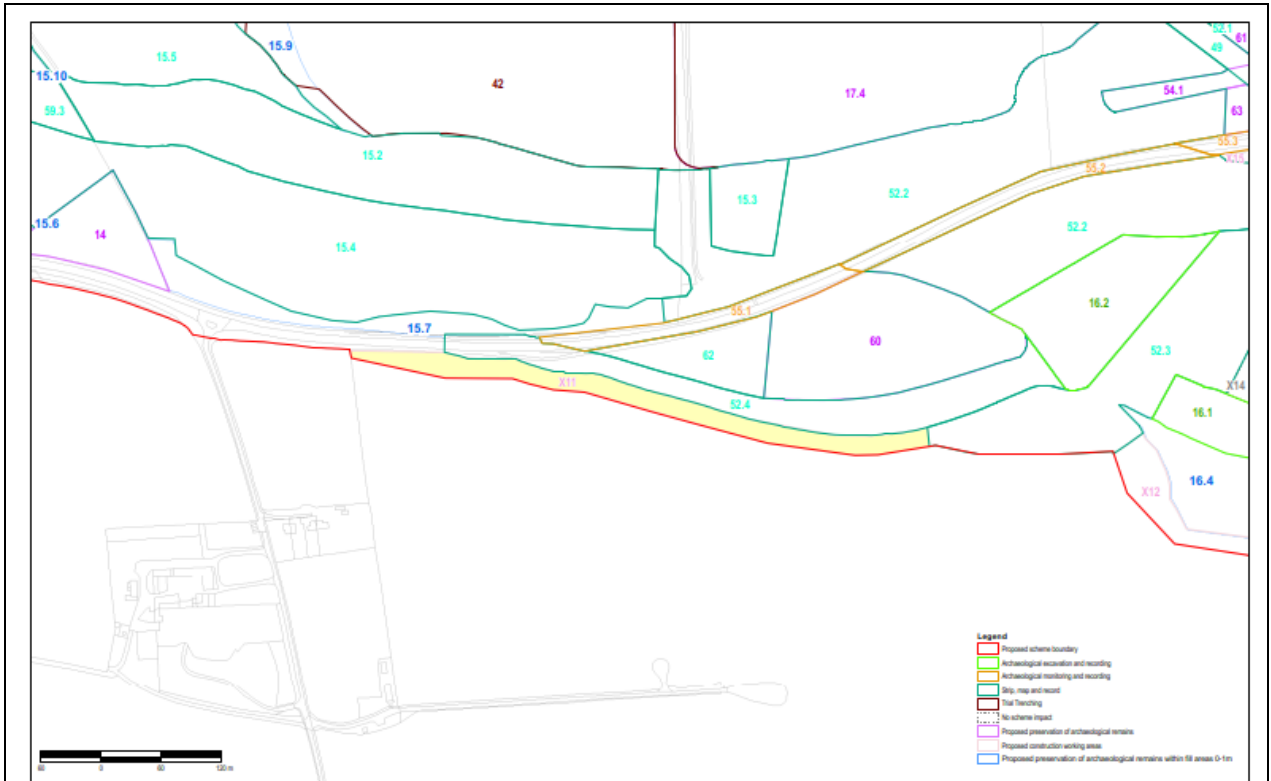 52.1
61
49
15.9
15.5
15.10
42
17.4
54.1
59.3
63
15.2
55.3
X15
55.2
15.3
52.2
15.6
14
15.4
52.2
16.2
55.1
15.7
60
62
52.3
X11
X14
52.4
16.1
16.4
X12
Legend
Proposed scheme boundary
Archaeological excavation and recording
Archaeological monitoring and recording
Strip, map and record
Trial Trenching
No scheme impact
Proposed preservation of archaeological remains
Proposed construction working areas
Proposed preservation of archaeological remains within fill areas 0-1m
60 0 60 120 m